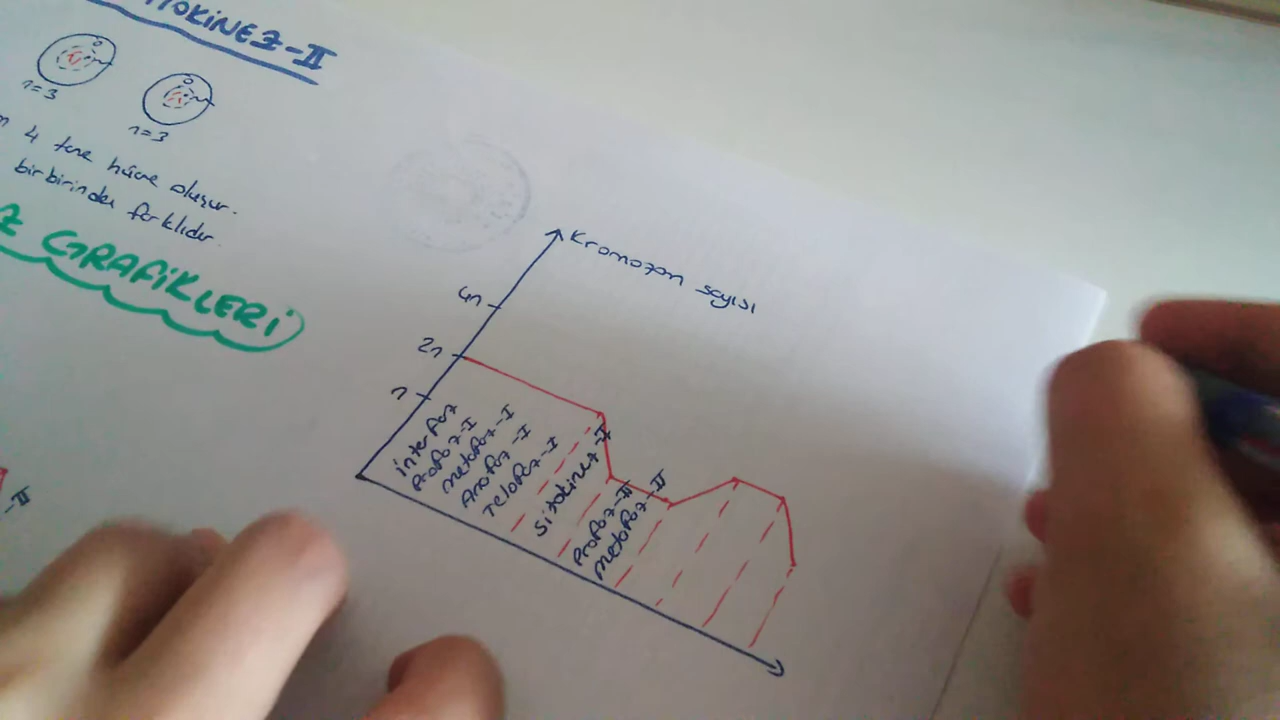 SİTOKİNEZ-II
n=3
n=3
4 tane hücre oluşur.
birbirinden farklıdır.
Z GRAFİKLERİ
Kromozom sayısı
4n
2n
n
interfaz
Profaz-I
metafaz-I
Anafaz-I
Telofaz-I
Sitokinez-I
Profaz-II
metafaz-II
-II